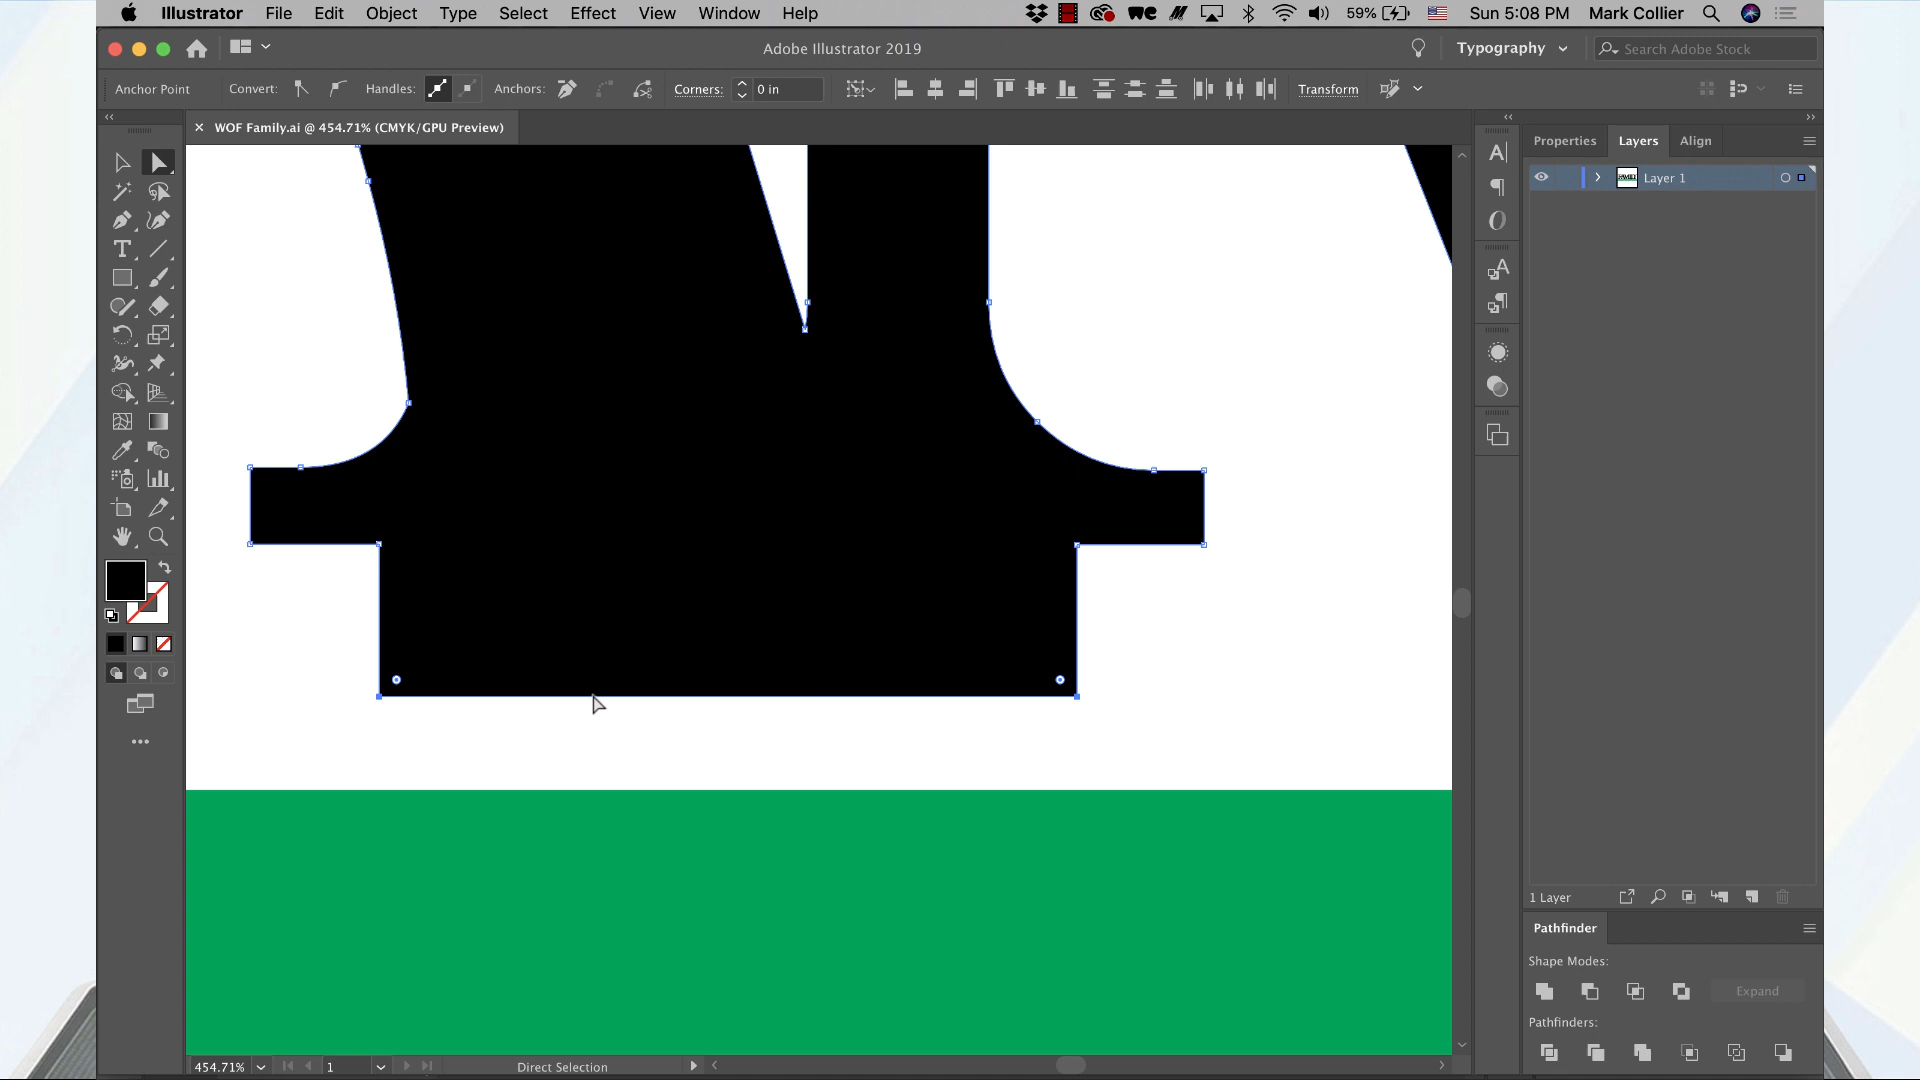 Illustrator File Edit Object Type Select Effect View Window Help 59% Sun 5:08 PM Mark Collier
Adobe Illustrator 2019 Typography Search Adobe Stock
Anchor Point Convert: Handles: Anchors: Corners: 0 in Transform
× WOF Family.ai @ 454.71% (CMYK/GPU Preview)
Properties Layers Align
Layer 1
1 Layer
Pathfinder
Shape Modes:
Expand
Pathfinders:
454.71% 1 Direct Selection